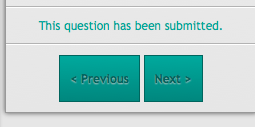 This question has been submitted.
< Previous Next >